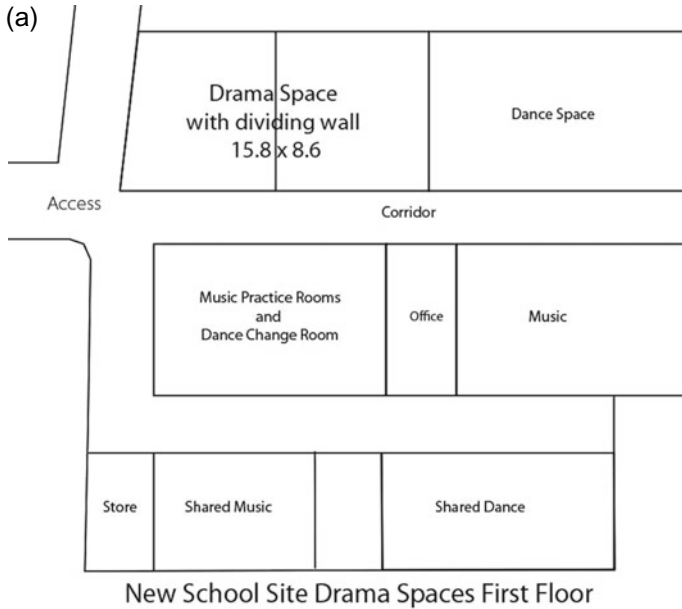 (a)
Drama Space
with dividing wall
15.8 x 8.6
Dance Space
Access
Corridor
Music Practice Rooms
and
Dance Change Room
Office
Music
Store
Shared Music
Shared Dance
New School Site Drama Spaces First Floor